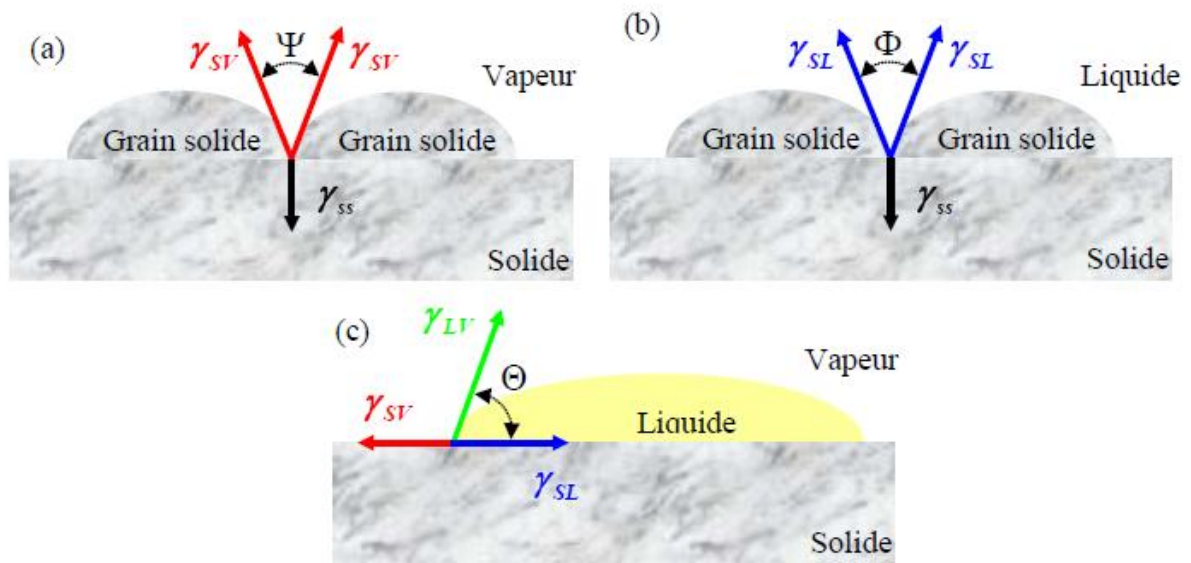 (a)
γSV Ψ γSV
Vapeur
Grain solide Grain solide
γss
Solide
(b)
γSL Φ γSL
Liquide
Grain solide Grain solide
γss
Solide
(c)
γLV
Θ
Vapeur
γSV
Liquide
γSL
Solide